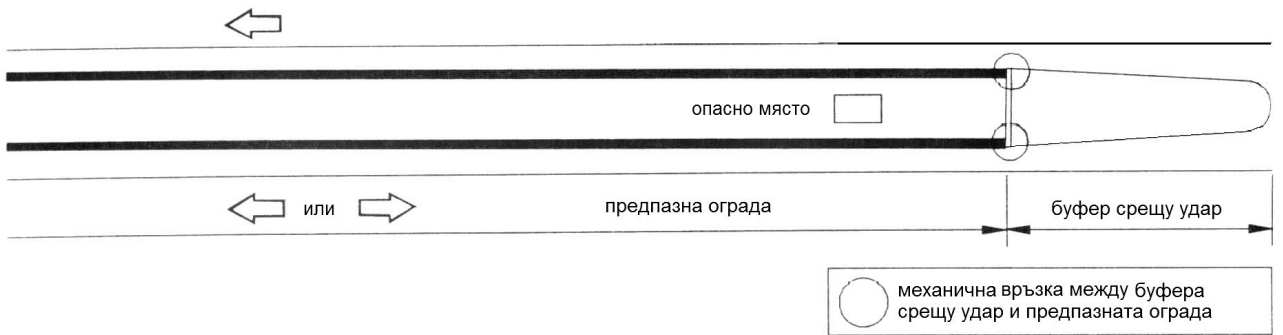 опасно място
или
предпазна ограда
буфер срещу удар
механична връзка между буфера
срещу удар и предпазната ограда